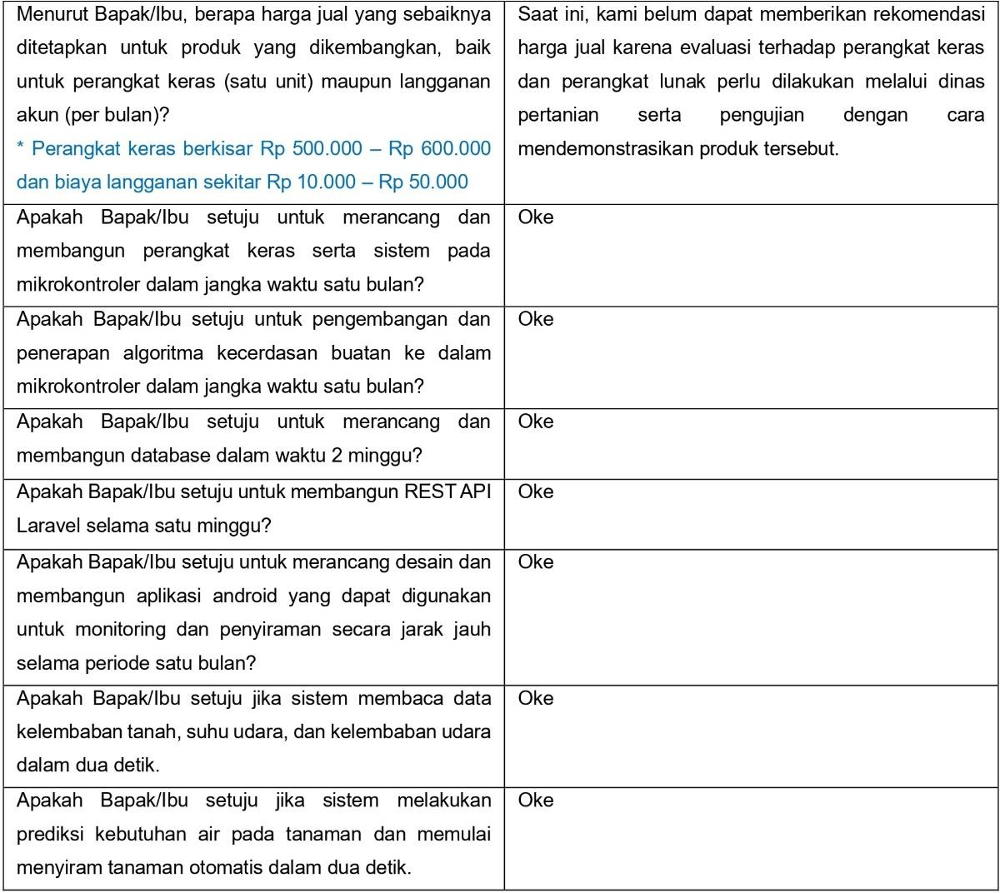 Menurut Bapak/Ibu, berapa harga jual yang sebaiknya
ditetapkan untuk produk yang dikembangkan, baik
untuk perangkat keras (satu unit) maupun langganan
akun (per bulan)?
* Perangkat keras berkisar Rp 500.000 – Rp 600.000
dan biaya langganan sekitar Rp 10.000 – Rp 50.000
Saat ini, kami belum dapat memberikan rekomendasi
harga jual karena evaluasi terhadap perangkat keras
dan perangkat lunak perlu dilakukan melalui dinas
pertanian serta pengujian dengan cara
mendemonstrasikan produk tersebut.
Apakah Bapak/Ibu setuju untuk merancang dan
membangun perangkat keras serta sistem pada
mikrokontroler dalam jangka waktu satu bulan?
Oke
Apakah Bapak/Ibu setuju untuk pengembangan dan
penerapan algoritma kecerdasan buatan ke dalam
mikrokontroler dalam jangka waktu satu bulan?
Oke
Apakah Bapak/Ibu setuju untuk merancang dan
membangun database dalam waktu 2 minggu?
Oke
Apakah Bapak/Ibu setuju untuk membangun REST API
Laravel selama satu minggu?
Oke
Apakah Bapak/Ibu setuju untuk merancang desain dan
membangun aplikasi android yang dapat digunakan
untuk monitoring dan penyiraman secara jarak jauh
selama periode satu bulan?
Oke
Apakah Bapak/Ibu setuju jika sistem membaca data
kelembaban tanah, suhu udara, dan kelembaban udara
dalam dua detik.
Oke
Apakah Bapak/Ibu setuju jika sistem melakukan
prediksi kebutuhan air pada tanaman dan memulai
menyiram tanaman otomatis dalam dua detik.
Oke